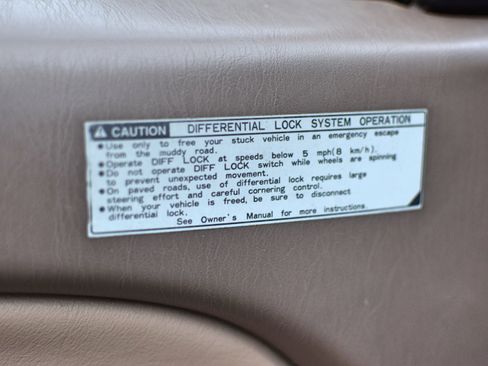 CAUTION DIFFERENTIAL LOCK SYSTEM OPERATION
●Use only to free your stuck vehicle in an emergency escape
from the muddy road.
●Operate DIFF LOCK at speeds below 5 mph(8 km/h).
●Do not operate DIFF LOCK switch while wheels are spinning
to prevent unexpected movement.
●On paved roads, use of differential lock requires large
steering effort and careful cornering control.
●When your vehicle is freed, be sure to disconnect
differential lock.
See Owner's Manual for more instructions.